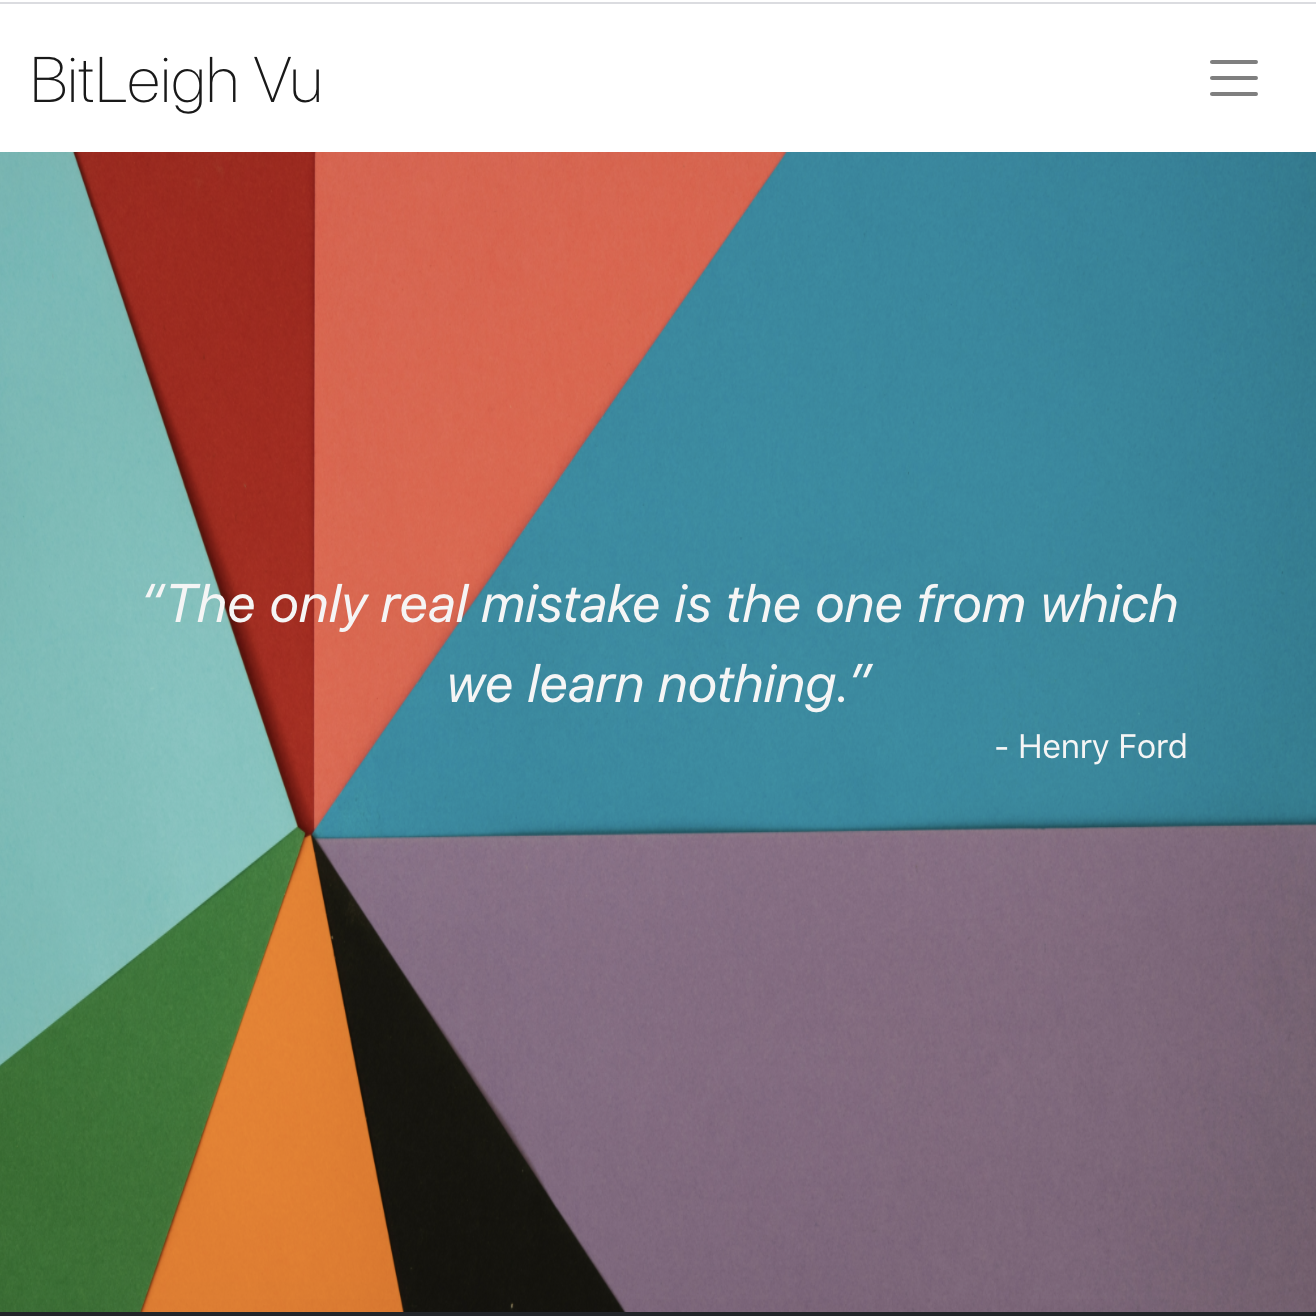 BitLeigh Vu
“The only real mistake is the one from which
we learn nothing.”
- Henry Ford